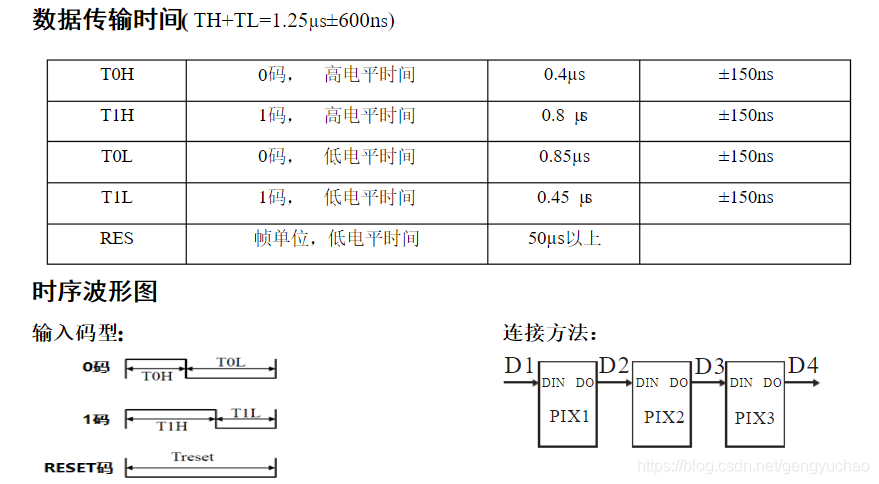 数据传输时间( TH+TL=1.25μs±600ns)
T0H 0码， 高电平时间 0.4μs ±150ns
T1H 1码， 高电平时间 0.8 μs ±150ns
T0L 0码， 低电平时间 0.85μs ±150ns
T1L 1码， 低电平时间 0.45 μs ±150ns
RES 帧单位，低电平时间 50μs以上
时序波形图
输入码型:
0码 T0H T0L
1码 T1H T1L
RESET码 Treset
连接方法：
D1 D2 D3 D4
DIN DO DIN DO DIN DO
PIX1 PIX2 PIX3
https://blog.csdn.net/gengyuchao